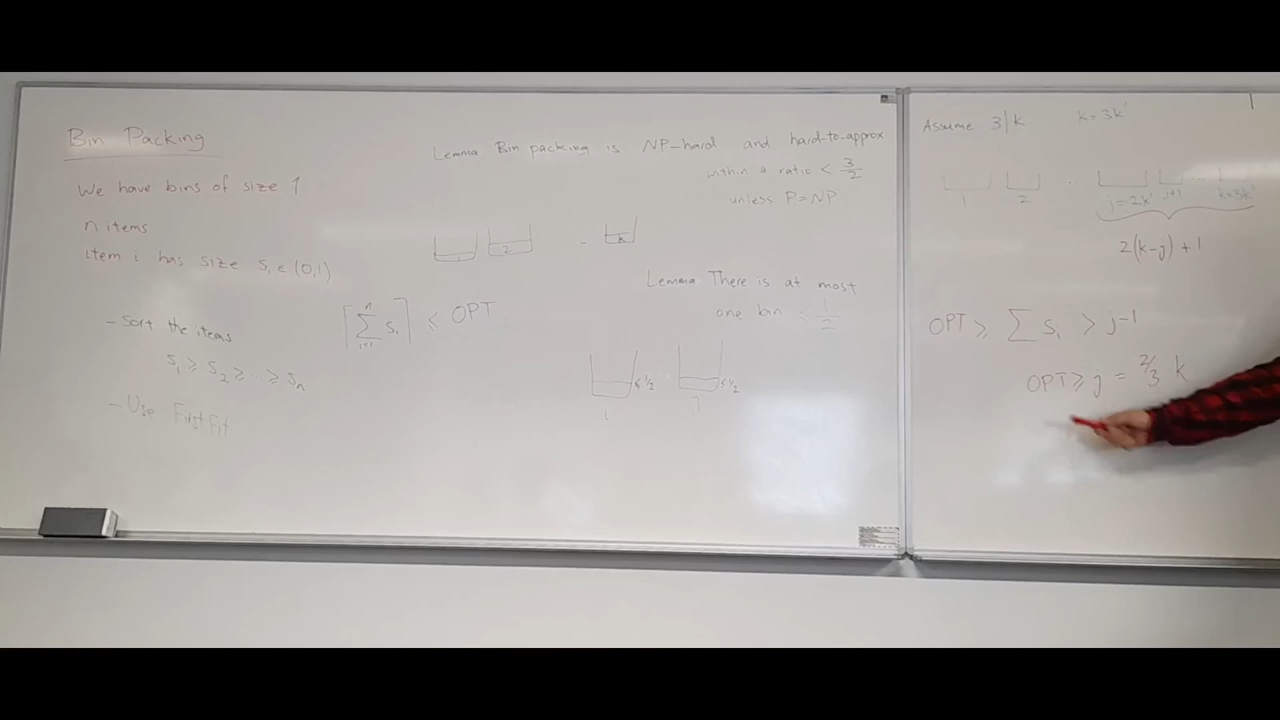 Bin Packing
We have bins of size 1
n items
item i has size s_i ∈ (0,1)
- Sort the items
s_1 ≥ s_2 ≥ ... ≥ s_n
- Use FirstFit
⌈∑_{i=1}^{n} s_i⌉ ≤ OPT
Lemma Bin packing is NP-hard and hard-to-approx
within a ratio < 3/2
unless P=NP
1 2 - k
Lemma There is at most
one bin < 1/2
≤ 1/2 ≤ 1/2
i j
Assume 3|k k=3k'
1 2 ... j=2k' j+1 ... k=3k'
2(k-j)+1
OPT ≥ ∑ s_i > j-1
OPT ≥ j = 2/3 k